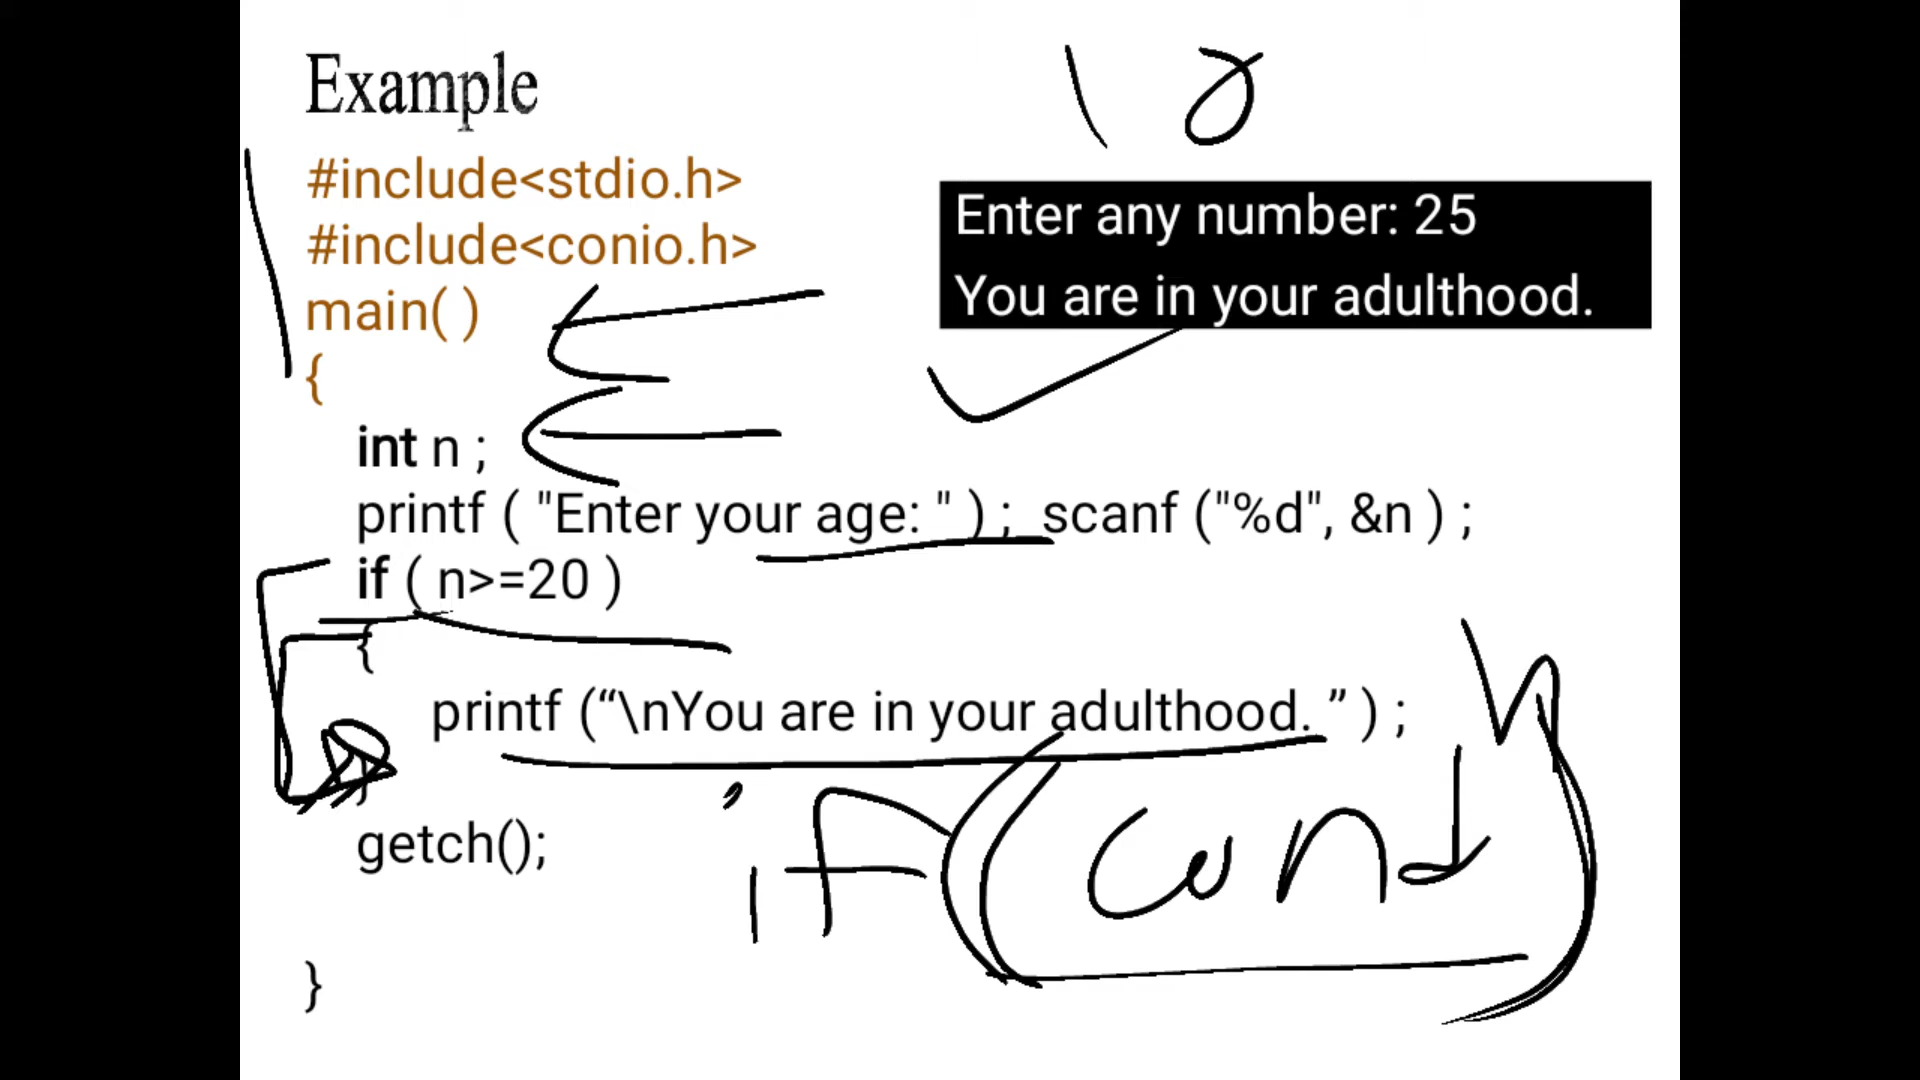 Example
18
#include<stdio.h>
#include<conio.h>
main( )
{
Enter any number: 25
You are in your adulthood.
int n ;
printf ( "Enter your age: " ) ; scanf ("%d", &n ) ;
if ( n>=20 )
{
printf (“\nYou are in your adulthood. ” ) ;
}
getch();
if (Cond)
}